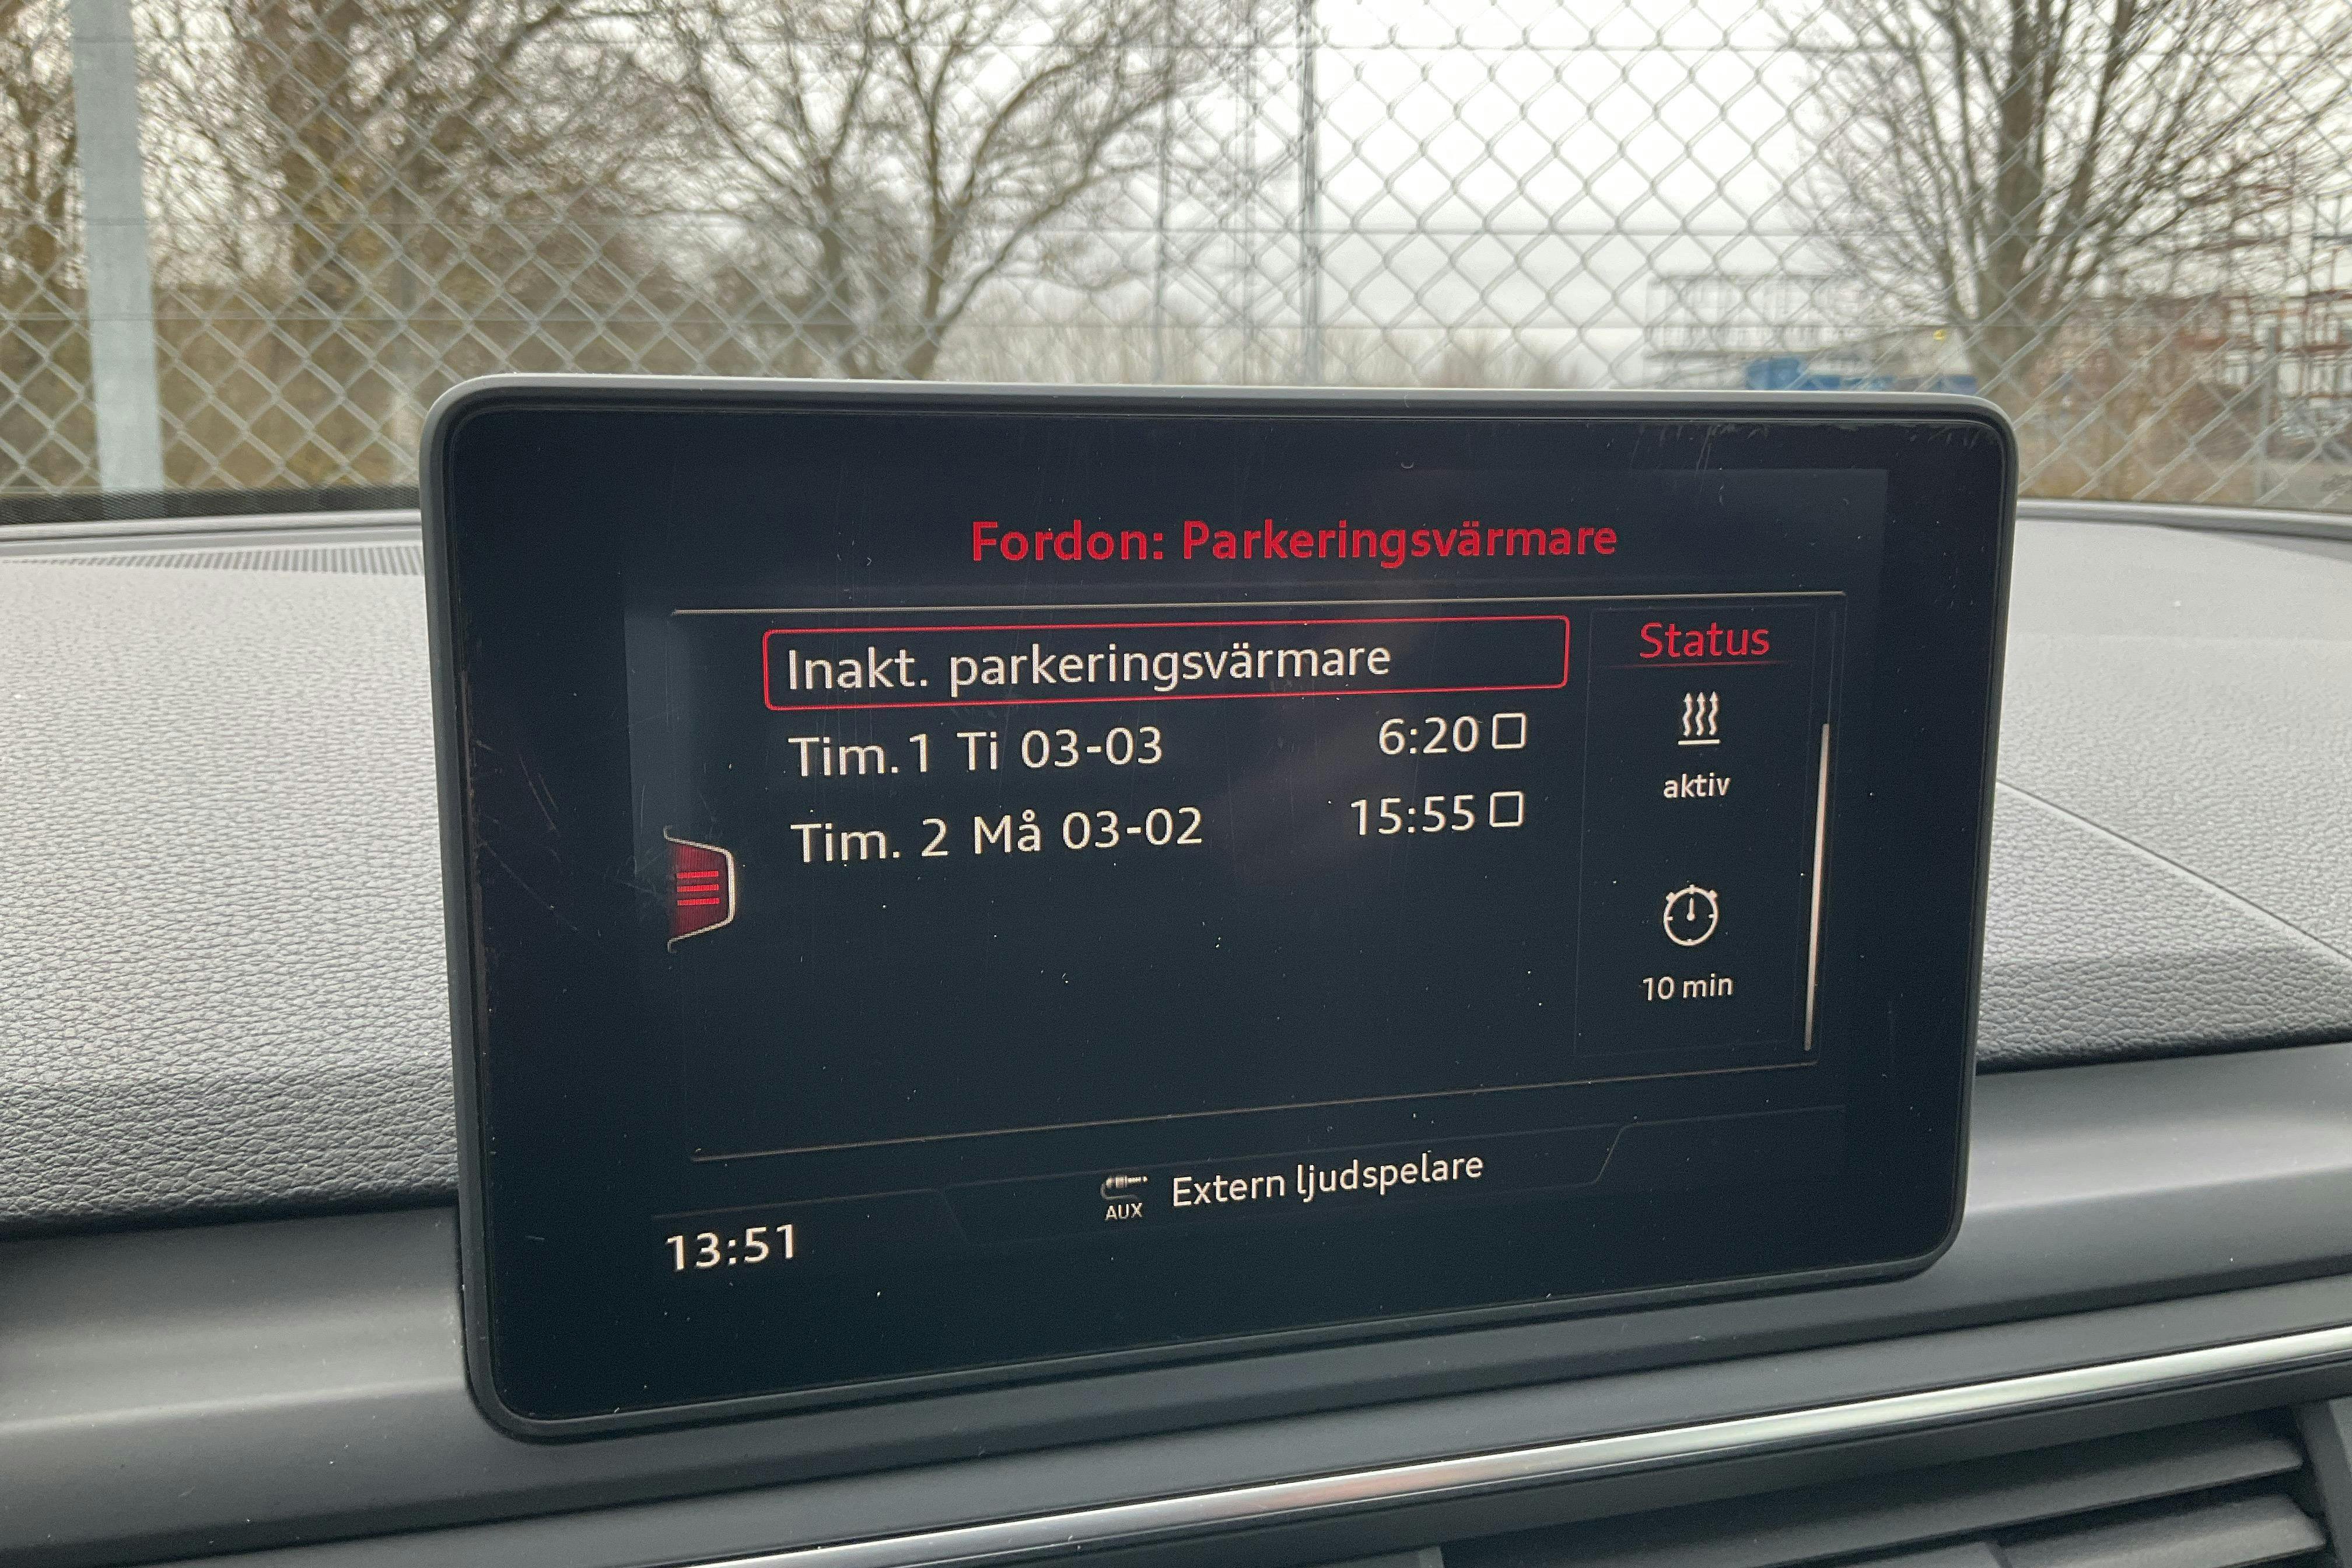 Fordon: Parkeringsvärmare
Inakt. parkeringsvärmare
Status
Tim. 1 Ti 03-03 6:20
aktiv
Tim. 2 Må 03-02 15:55
10 min
AUX Extern ljudspelare
13:51